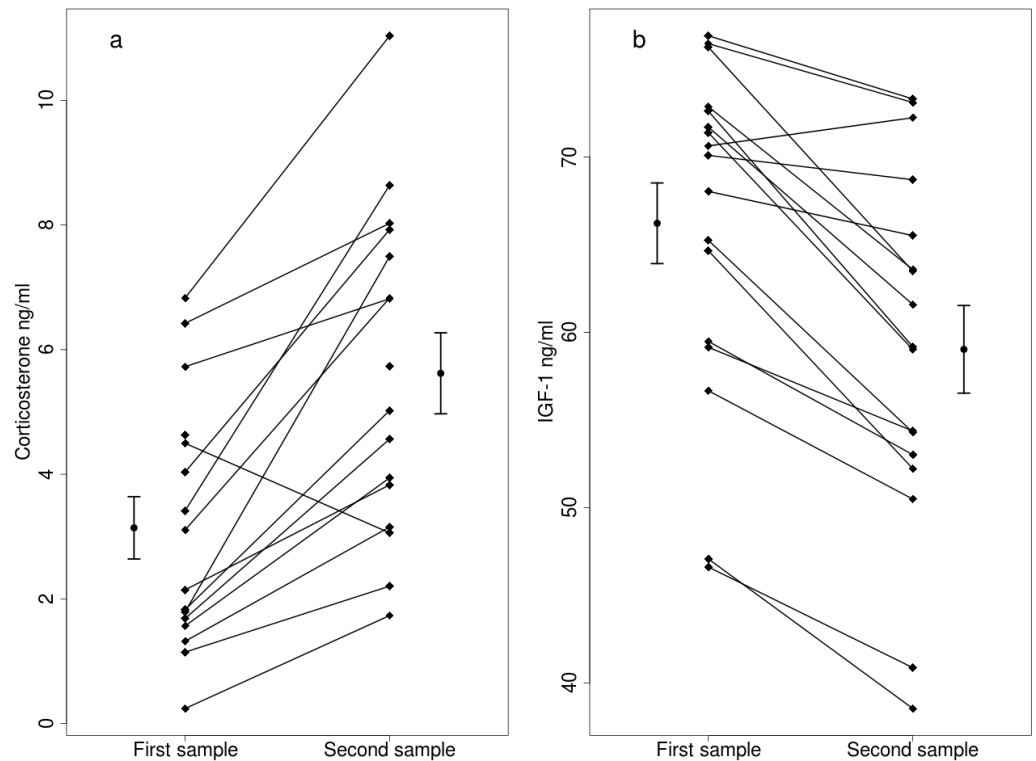 a
Corticosterone ng/ml
10
8
6
4
2
0
First sample
Second sample
b
IGF-1 ng/ml
70
60
50
40
First sample
Second sample